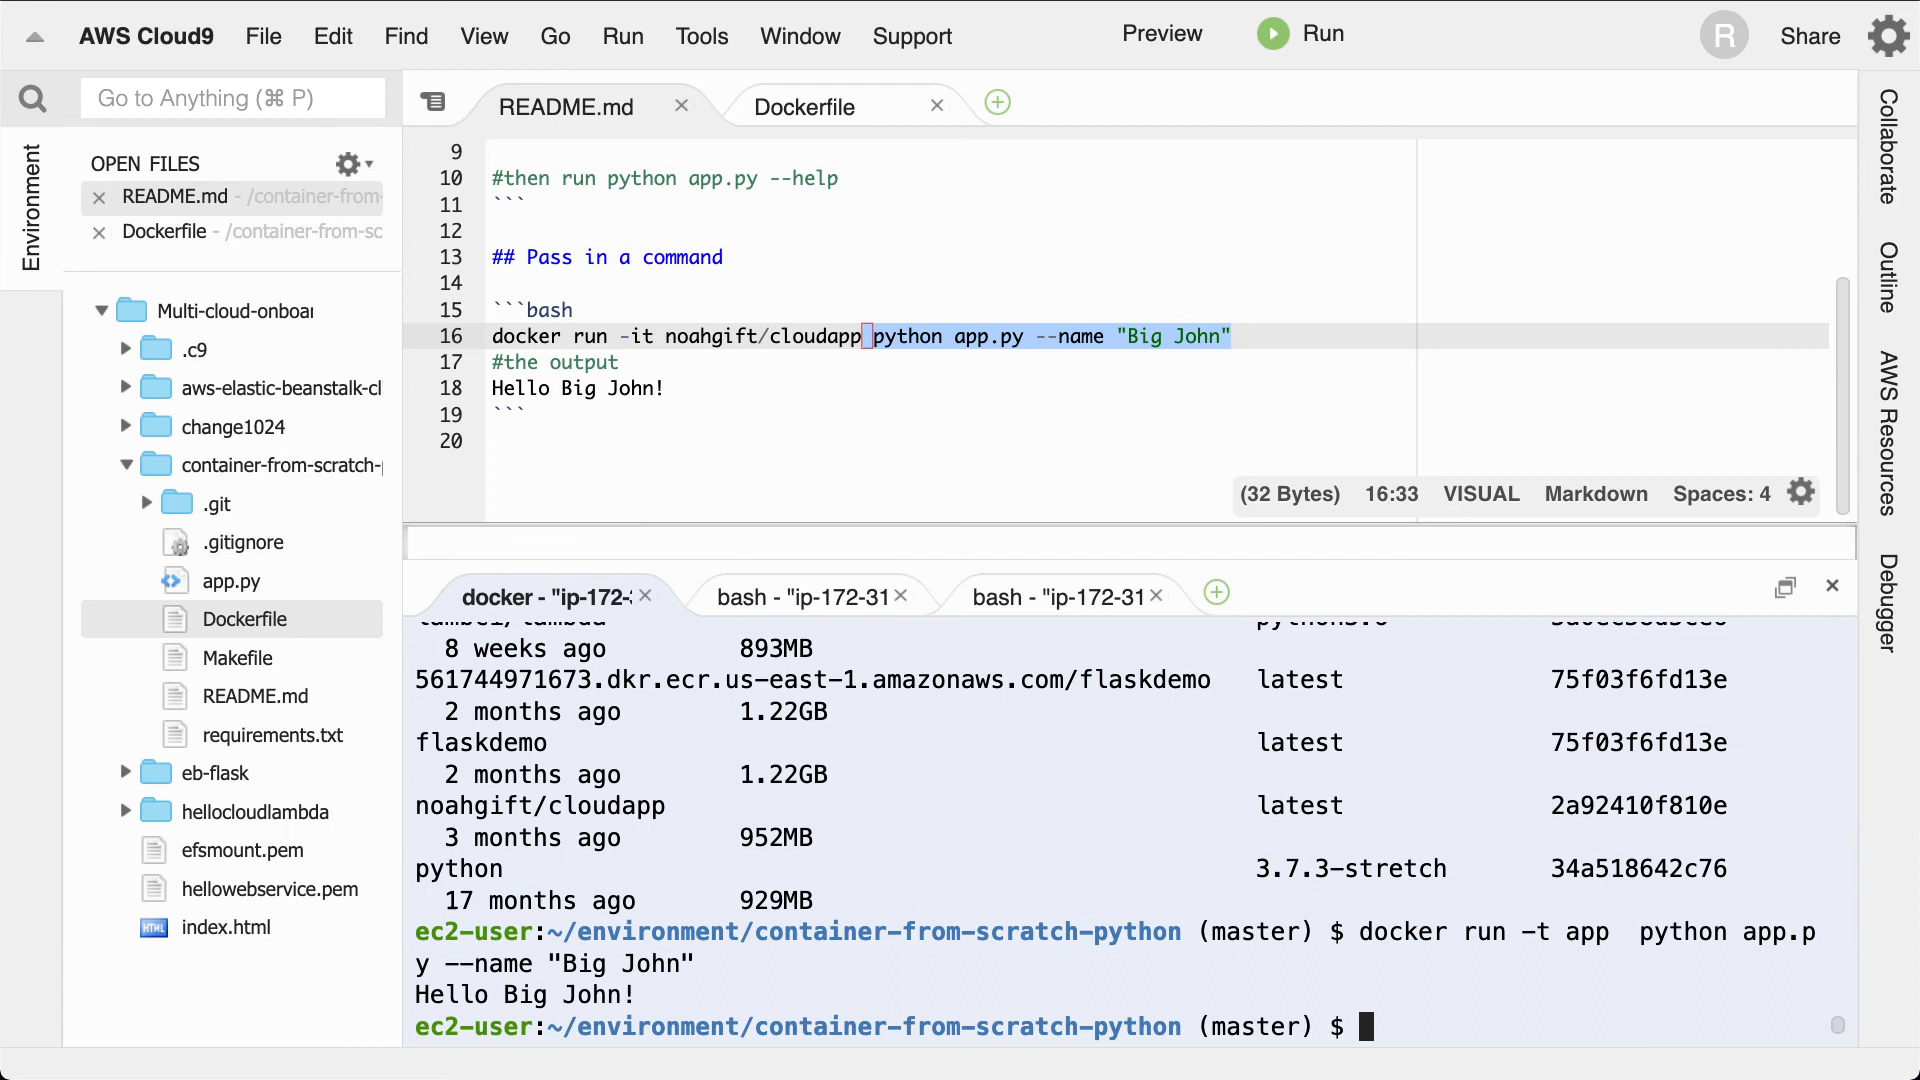 AWS Cloud9 File Edit Find View Go Run Tools Window Support Preview Run R Share
Go to Anything (⌘ P)
README.md Dockerfile
Environment
OPEN FILES
README.md - /container-from-
Dockerfile - /container-from-sc
Multi-cloud-onboar
.c9
aws-elastic-beanstalk-cl
change1024
container-from-scratch-
.git
.gitignore
app.py
Dockerfile
Makefile
README.md
requirements.txt
eb-flask
hellocloudlambda
efsmount.pem
hellowebservice.pem
HTML index.html
9
10 #then run python app.py --help
11 ```
12
13 ## Pass in a command
14
15 ```bash
16 docker run -it noahgift/cloudapp python app.py --name "Big John"
17 #the output
18 Hello Big John!
19 ```
20
(32 Bytes) 16:33 VISUAL Markdown Spaces: 4
docker - "ip-172- bash - "ip-172-31 bash - "ip-172-31
8 weeks ago 893MB
561744971673.dkr.ecr.us-east-1.amazonaws.com/flaskdemo latest 75f03f6fd13e
2 months ago 1.22GB
flaskdemo latest 75f03f6fd13e
2 months ago 1.22GB
noahgift/cloudapp latest 2a92410f810e
3 months ago 952MB
python 3.7.3-stretch 34a518642c76
17 months ago 929MB
ec2-user:~/environment/container-from-scratch-python (master) $ docker run -t app  python app.p
y --name "Big John"
Hello Big John!
ec2-user:~/environment/container-from-scratch-python (master) $
Collaborate
Outline
AWS Resources
Debugger